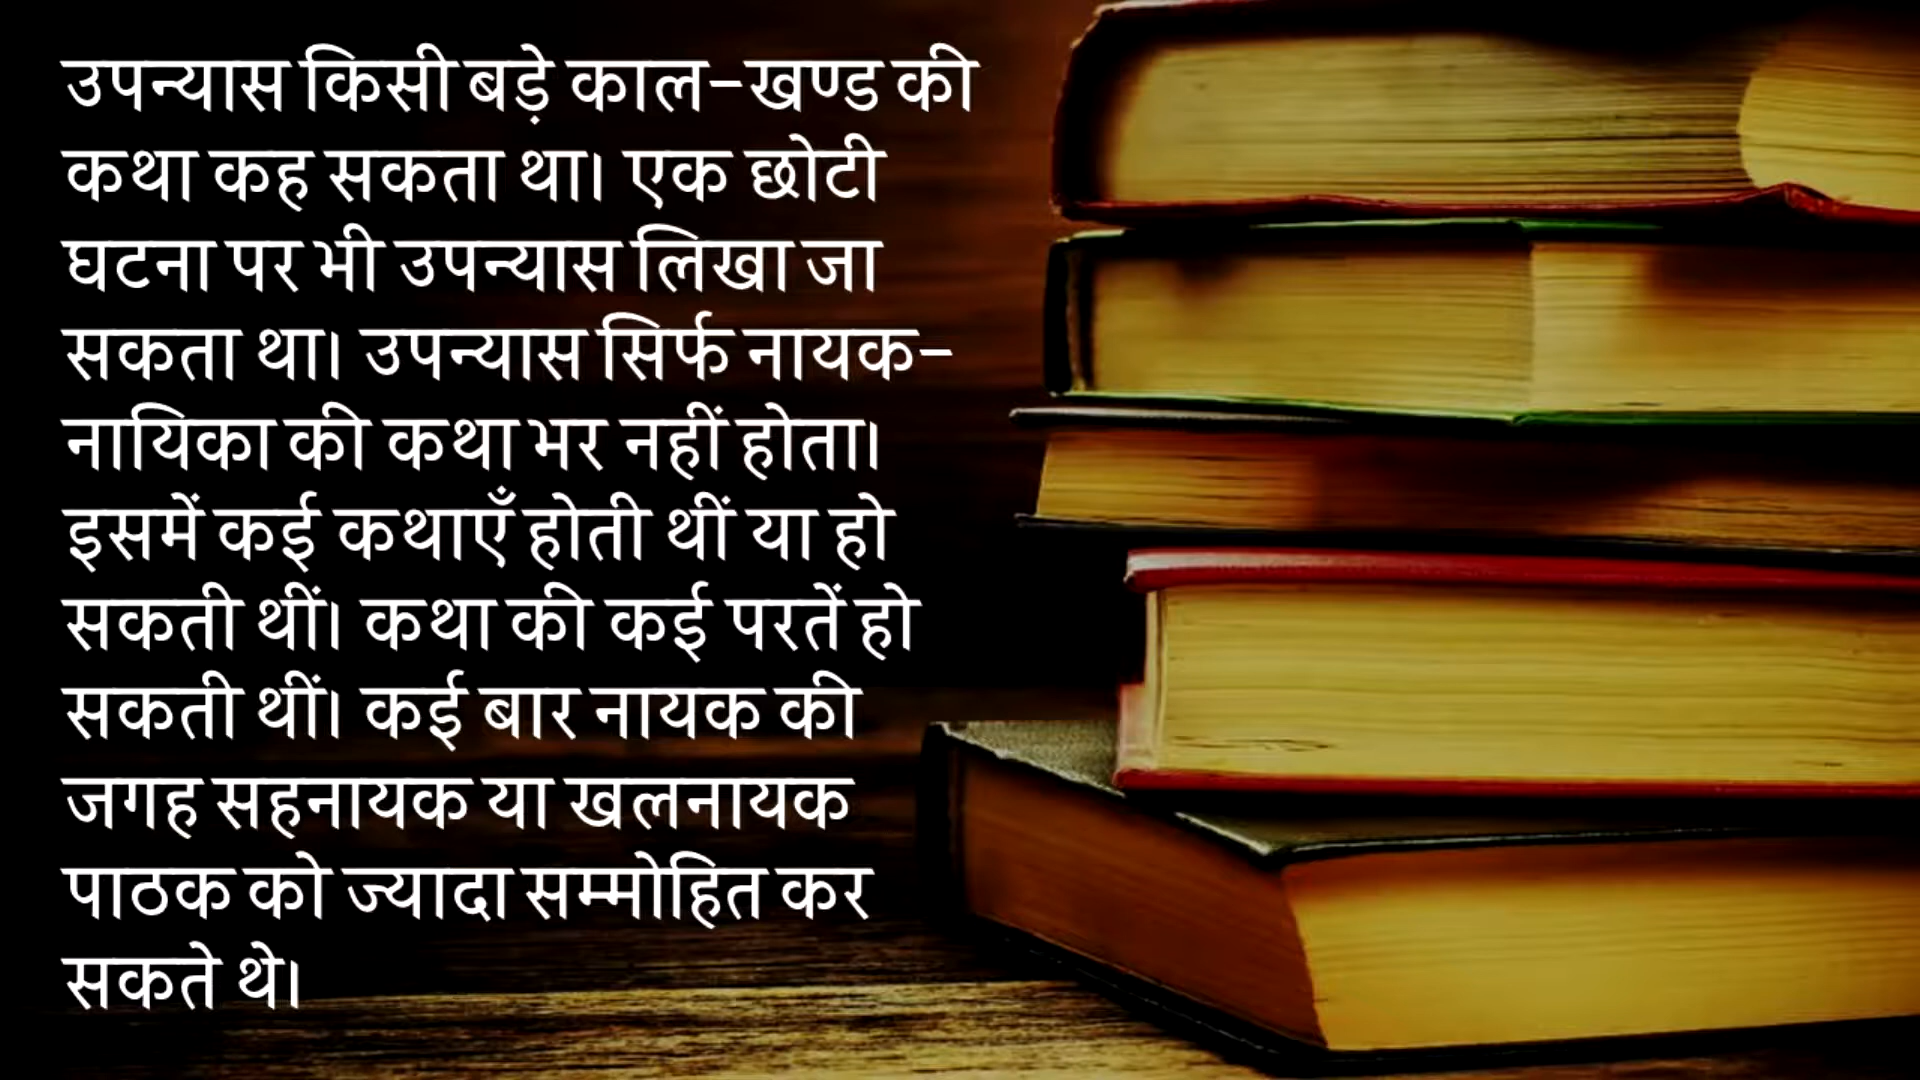 उपन्यास किसी बड़े काल-खण्ड की
कथा कह सकता था। एक छोटी
घटना पर भी उपन्यास लिखा जा
सकता था। उपन्यास सिर्फ नायक-
नायिका की कथा भर नहीं होता।
इसमें कई कथाएँ होती थीं या हो
सकती थीं। कथा की कई परतें हो
सकती थीं। कई बार नायक की
जगह सहनायक या खलनायक
पाठक को ज्यादा सम्मोहित कर
सकते थे।